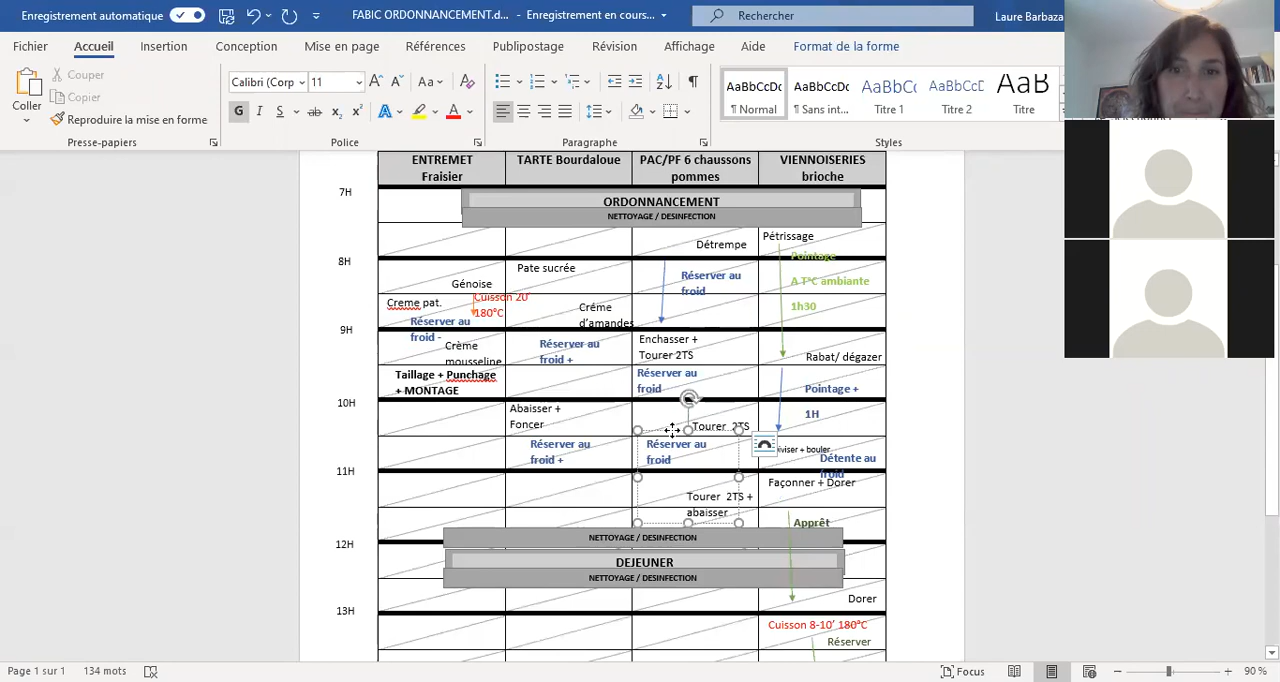 Enregistrement automatique
FABIC ORDONNANCEMENT.d... - Enregistrement en cours...
Rechercher
Laure Barbaza
Fichier Accueil Insertion Conception Mise en page Références Publipostage Révision Affichage Aide Format de la forme
Coller
Couper
Copier
Reproduire la mise en forme
Presse-papiers
Calibri (Corp 11
Police
Paragraphe
AaBbCcDc AaBbCcDc AaBbC AaBbCcD AaB
¶ Normal ¶ Sans int... Titre 1 Titre 2 Titre
Styles
ENTREMET
Fraisier
TARTE Bourdaloue
PAC/PF 6 chaussons
pommes
VIENNOISERIES
brioche
7H
ORDONNANCEMENT
NETTOYAGE / DESINFECTION
Détrempe
Pétrissage
8H
Génoise
Pate sucrée
Réserver au
froid
Pointage
A T°C ambiante
1h30
Creme pat.
Cuisson 20'
180°C
Créme
d'amandes
Réserver au
froid -
9H
Crème
mousseline
Réserver au
froid +
Enchasser +
Tourer 2TS
Rabat/ dégazer
Taillage + Punchage
+ MONTAGE
Réserver au
froid
Pointage +
1H
10H
Abaisser +
Foncer
Tourer 2TS
Réserver au
froid +
Réserver au
froid
iviser + bouler
Détente au
froid
11H
Façonner + Dorer
Tourer 2TS +
abaisser
Apprêt
NETTOYAGE / DESINFECTION
12H
DEJEUNER
NETTOYAGE / DESINFECTION
Dorer
13H
Cuisson 8-10' 180°C
Réserver
Page 1 sur 1 134 mots
Focus
90 %